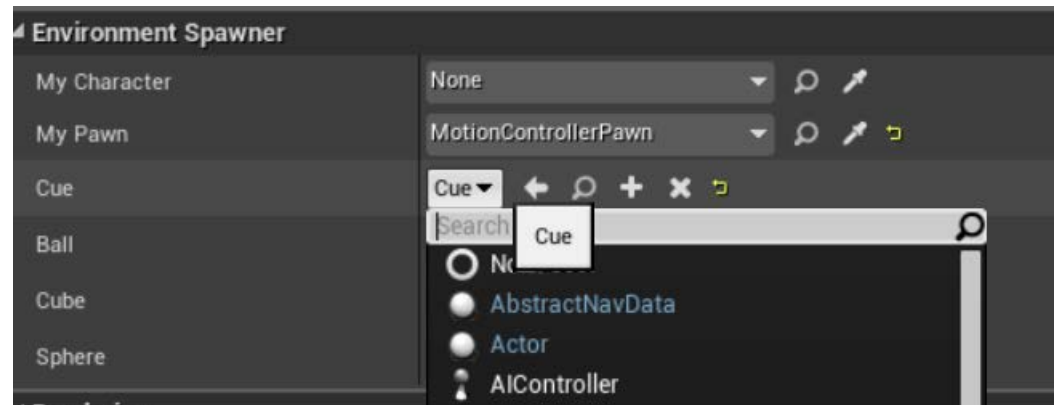 Environment Spawner
My Character None
My Pawn MotionControllerPawn
Cue Cue
Search Cue
Ball
AbstractNavData
Cube
Actor
Sphere
AIController